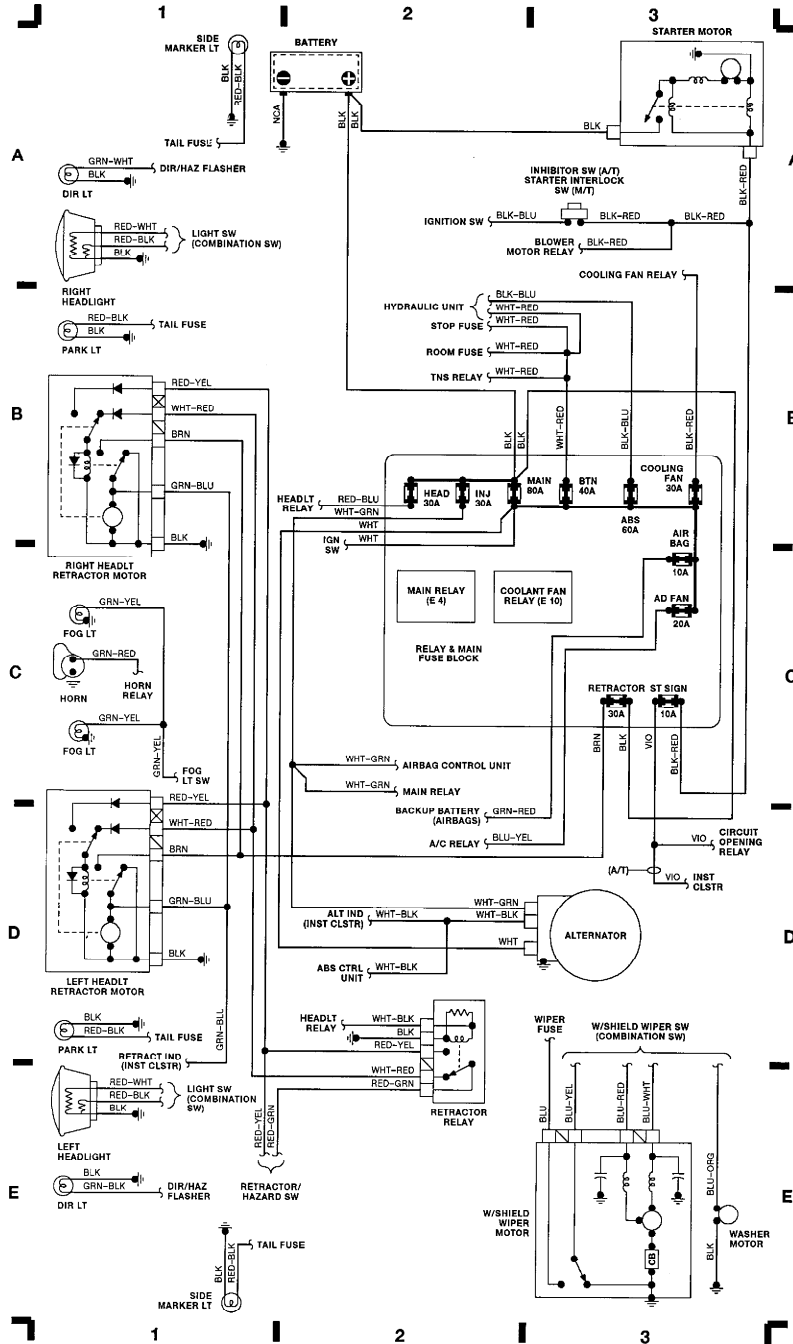 1
2
3
STARTER MOTOR
SIDE
MARKER LT
BATTERY
BLK
RED-BLK
NCA
BLK
BLK
BLK
TAIL FUSE
A
A
GRN-WHT
DIR/HAZ FLASHER
BLK
DIR LT
INHIBITOR SW (A/T)
STARTER INTERLOCK
SW (M/T)
BLK-RED
IGNITION SW
BLK-BLU
BLK-RED
BLK-RED
RED-WHT
RED-BLK
BLK
LIGHT SW
(COMBINATION SW)
BLOWER
MOTOR RELAY
BLK-RED
COOLING FAN RELAY
RIGHT
HEADLIGHT
BLK-BLU
HYDRAULIC UNIT
WHT-RED
RED-BLK
TAIL FUSE
BLK
PARK LT
STOP FUSE
WHT-RED
ROOM FUSE
WHT-RED
TNS RELAY
WHT-RED
B
B
RED-YEL
WHT-RED
BRN
GRN-BLU
BLK
BLK
BLK
WHT-RED
BLK-BLU
WHT-RED
RIGHT HEADLT
RETRACTOR MOTOR
HEADLT
RELAY
RED-BLU
WHT-GRN
WHT
IGN
SW
WHT
HEAD
30A
INJ
30A
MAIN
80A
BTN
40A
ABS
60A
COOLING
FAN
30A
AIR
BAG
10A
AD FAN
20A
MAIN RELAY
(E 4)
COOLANT FAN
RELAY (E 10)
RELAY & MAIN
FUSE BLOCK
GRN-YEL
FOG LT
C
C
GRN-RED
HORN
HORN
RELAY
GRN-YEL
FOG LT
GRN-YEL
FOG
LT SW
RETRACTOR
30A
ST SIGN
10A
BRN
BLK
VIO
BLK-RED
WHT-GRN
AIRBAG CONTROL UNIT
WHT-GRN
MAIN RELAY
BACKUP BATTERY
(AIRBAGS)
GRN-RED
A/C RELAY
BLU-YEL
VIO
CIRCUIT
OPENING
RELAY
(A/T)
VIO
INST
CLSTR
RED-YEL
WHT-RED
BRN
GRN-BLU
BLK
D
D
LEFT HEADLT
RETRACTOR MOTOR
WHT-GRN
ALT IND
(INST CLSTR)
WHT-BLK
WHT-BLK
WHT
ALTERNATOR
ABS CTRL
UNIT
WHT-BLK
BLK
RED-BLK
TAIL FUSE
PARK LT
GRN-BLU
RETRACT IND
(INST CLSTR)
HEADLT
RELAY
WHT-BLK
BLK
RED-YEL
WHT-RED
RED-GRN
RETRACTOR
RELAY
WIPER
FUSE
W/SHIELD WIPER SW
(COMBINATION SW)
RED-WHT
RED-BLK
BLK
LIGHT SW
(COMBINATION
SW)
LEFT
HEADLIGHT
RED-YEL
RED-GRN
RETRACTOR/
HAZARD SW
BLU
BLU-YEL
BLU-RED
BLU-WHT
BLU-ORG
E
E
BLK
GRN-BLK
DIR/HAZ
FLASHER
DIR LT
W/SHIELD
WIPER
MOTOR
CB
BLK
WASHER
MOTOR
BLK
RED-BLK
TAIL FUSE
SIDE
MARKER LT
1
2
3